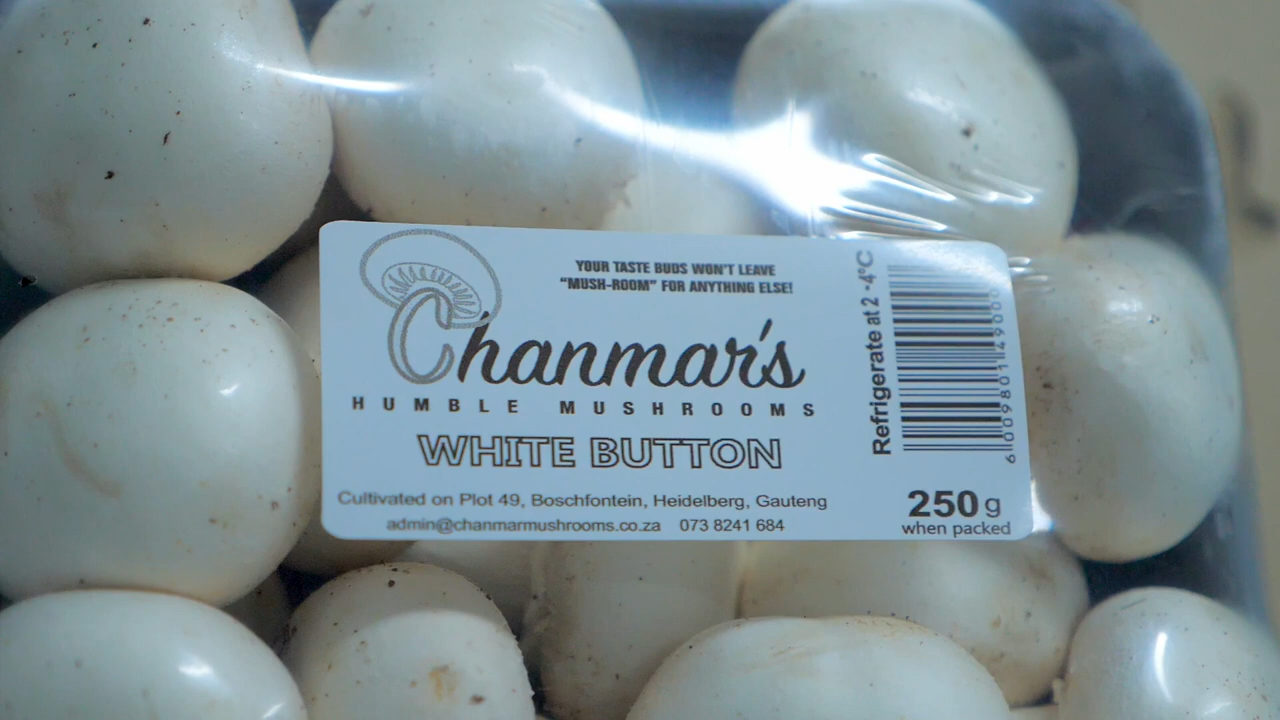 YOUR TASTE BUDS WON'T LEAVE
"MUSH-ROOM" FOR ANYTHING ELSE!
Chanmar's
HUMBLE MUSHROOMS
WHITE BUTTON
Cultivated on Plot 49, Boschfontein, Heidelberg, Gauteng
admin@chanmarmushrooms.co.za 073 8241 684
Refrigerate at 2 -4°C
250g
when packed